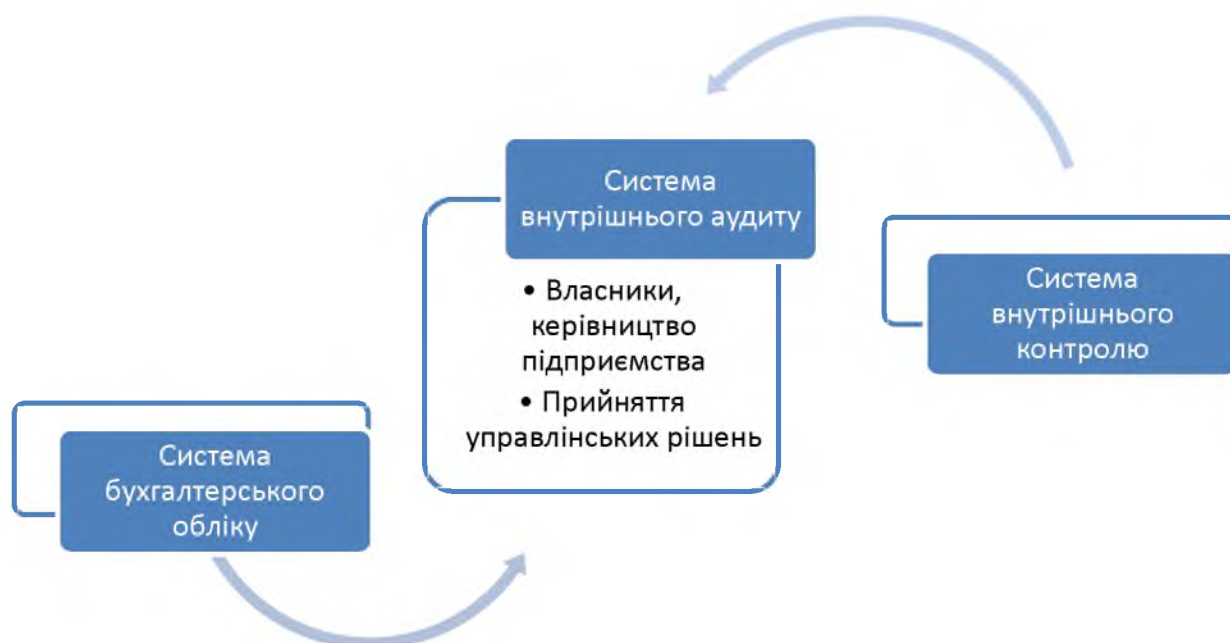 Система
внутрішнього аудиту
• Власники,
керівництво
підприємства
• Прийняття
управлінських рішень
Система
внутрішнього
контролю
Система
бухгалтерського
обліку